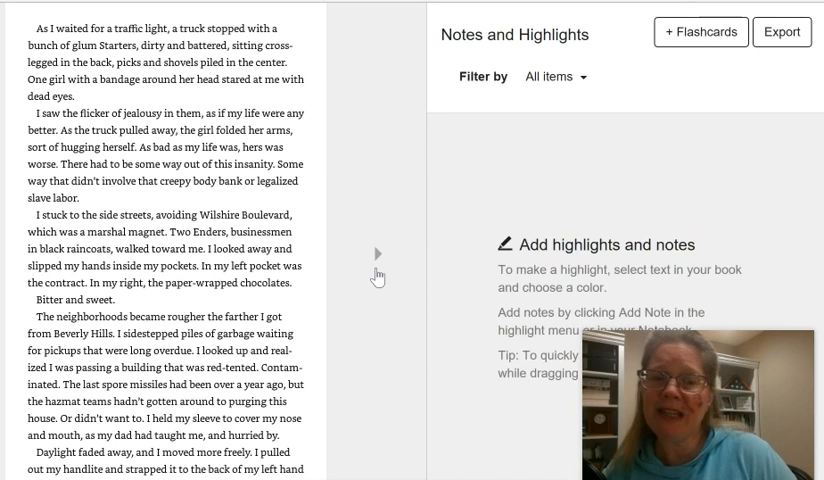 As I waited for a traffic light, a truck stopped with a
bunch of glum Starters, dirty and battered, sitting cross-
legged in the back, picks and shovels piled in the center.
One girl with a bandage around her head stared at me with
dead eyes.
I saw the flicker of jealousy in them, as if my life were any
better. As the truck pulled away, the girl folded her arms,
sort of hugging herself. As bad as my life was, hers was
worse. There had to be some way out of this insanity. Some
way that didn't involve that creepy body bank or legalized
slave labor.
I stuck to the side streets, avoiding Wilshire Boulevard,
which was a marshal magnet. Two Enders, businessmen
in black raincoats, walked toward me. I looked away and
slipped my hands inside my pockets. In my left pocket was
the contract. In my right, the paper-wrapped chocolates.
Bitter and sweet.
The neighborhoods became rougher the farther I got
from Beverly Hills. I sidestepped piles of garbage waiting
for pickups that were long overdue. I looked up and real-
ized I was passing a building that was red-tented. Contam-
inated. The last spore missiles had been over a year ago, but
the hazmat teams hadn't gotten around to purging this
house. Or didn't want to. I held my sleeve to cover my nose
and mouth, as my dad had taught me, and hurried by.
Daylight faded away, and I moved more freely. I pulled
out my handlite and strapped it to the back of my left hand
Notes and Highlights
+ Flashcards
Export
Filter by All items
Add highlights and notes
To make a highlight, select text in your book
and choose a color.
Add notes by clicking Add Note in the
highlight menu or in your Notebook
Tip: To quickly
while dragging